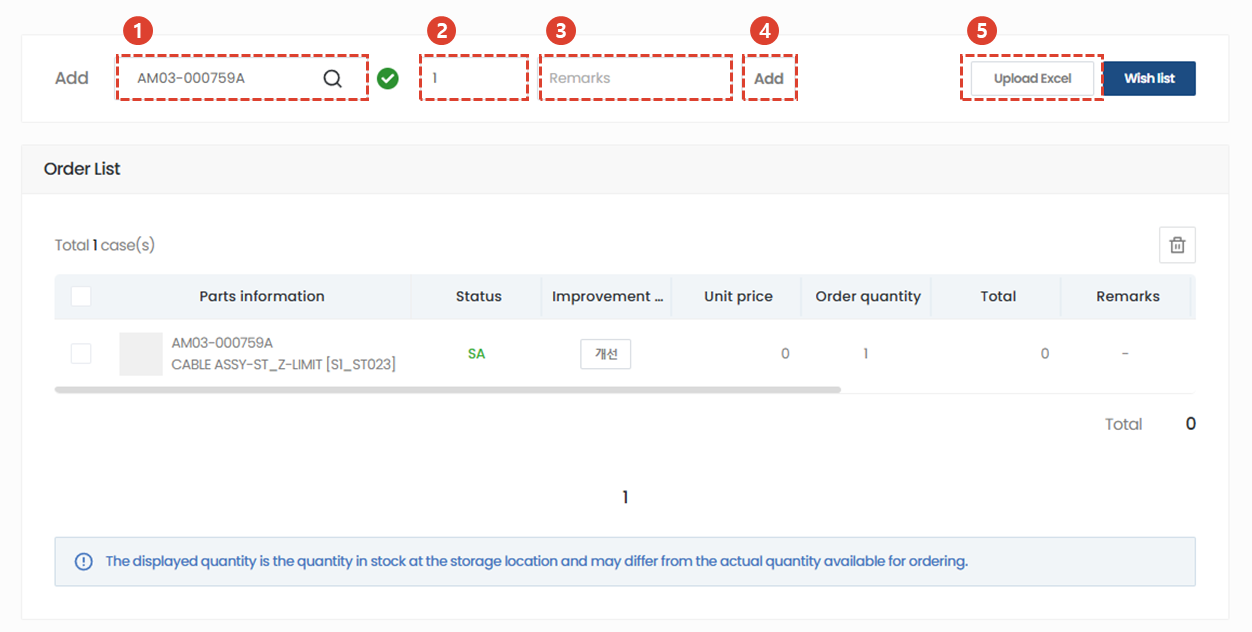 1 2 3 4 5
Add AM03-000759A 1 Remarks Add Upload Excel Wish list
Order List
Total 1 case(s)
Parts information Status Improvement ... Unit price Order quantity Total Remarks
AM03-000759A
CABLE ASSY-ST_Z-LIMIT [S1_ST023] SA 개선 0 1 0 -
Total 0
1
The displayed quantity is the quantity in stock at the storage location and may differ from the actual quantity available for ordering.